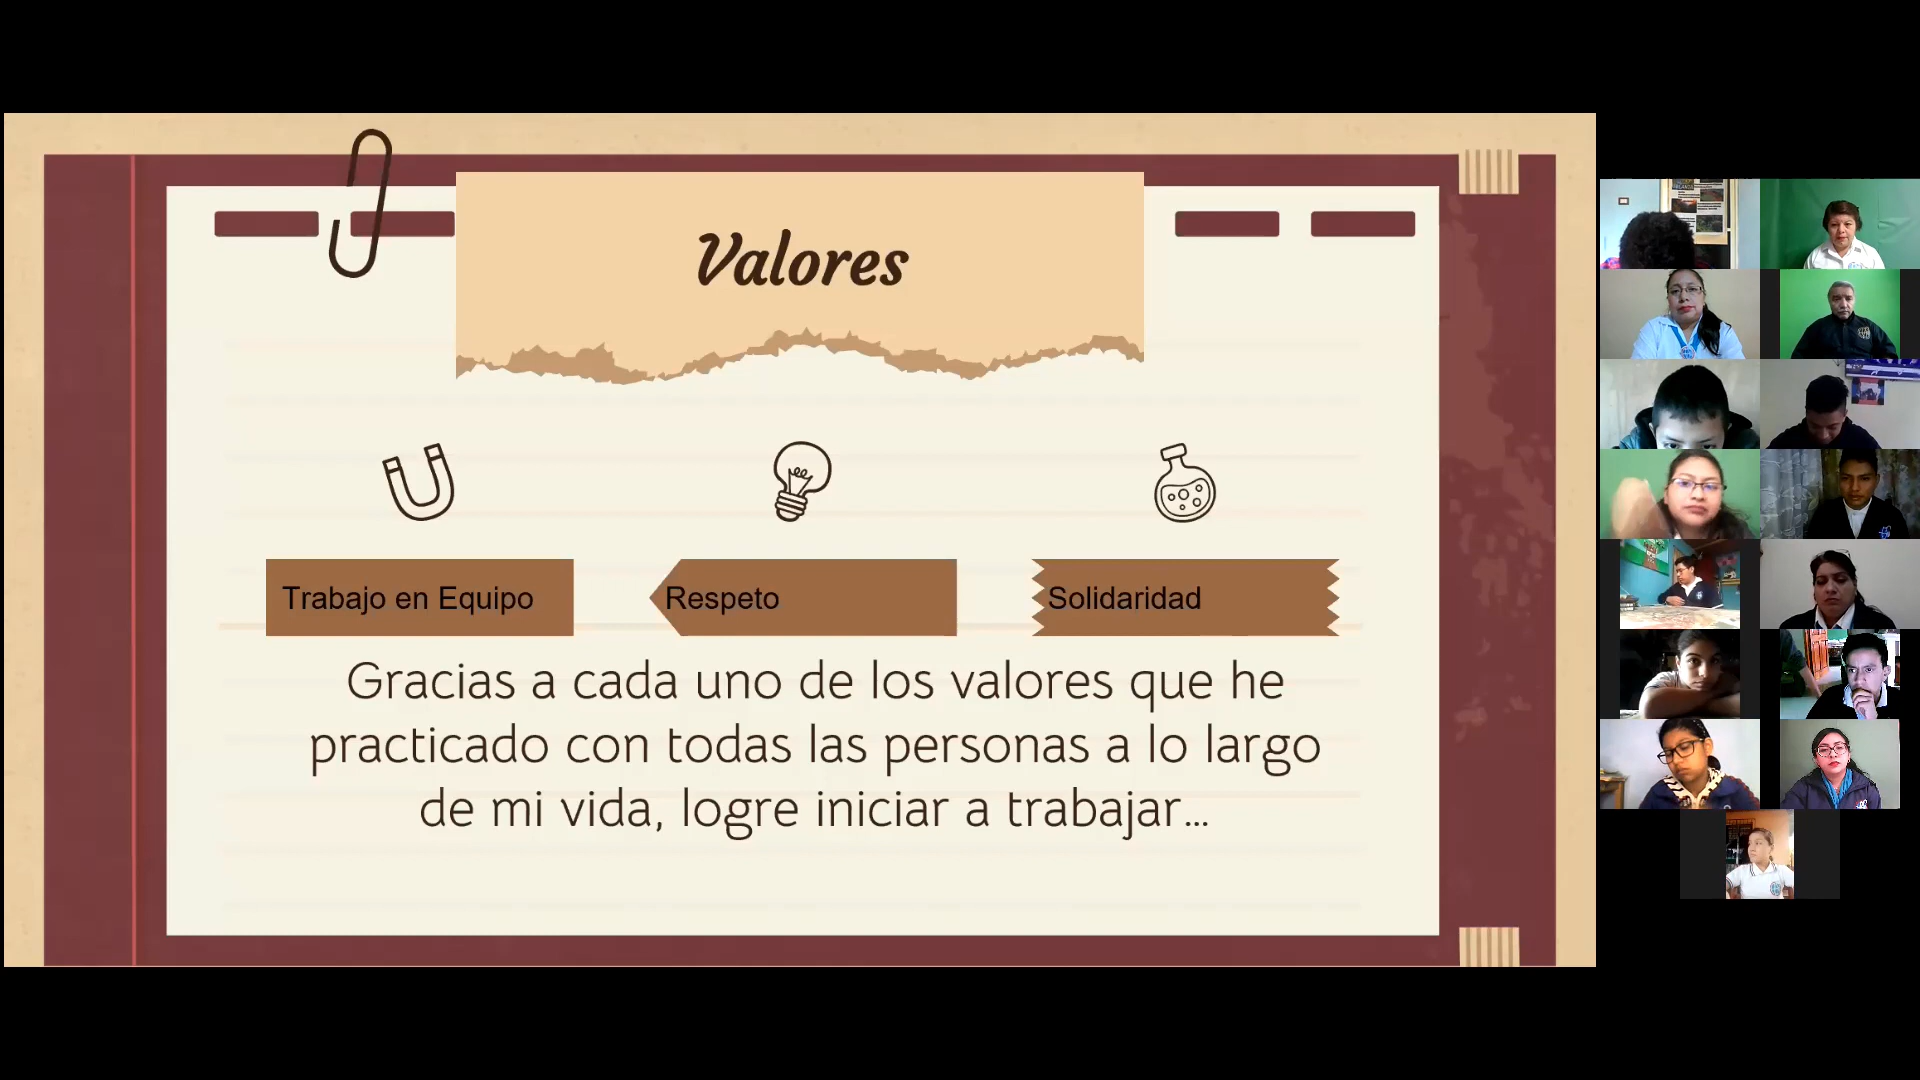 Valores
Trabajo en Equipo
Respeto
Solidaridad
Gracias a cada uno de los valores que he
practicado con todas las personas a lo largo
de mi vida, logre iniciar a trabajar...